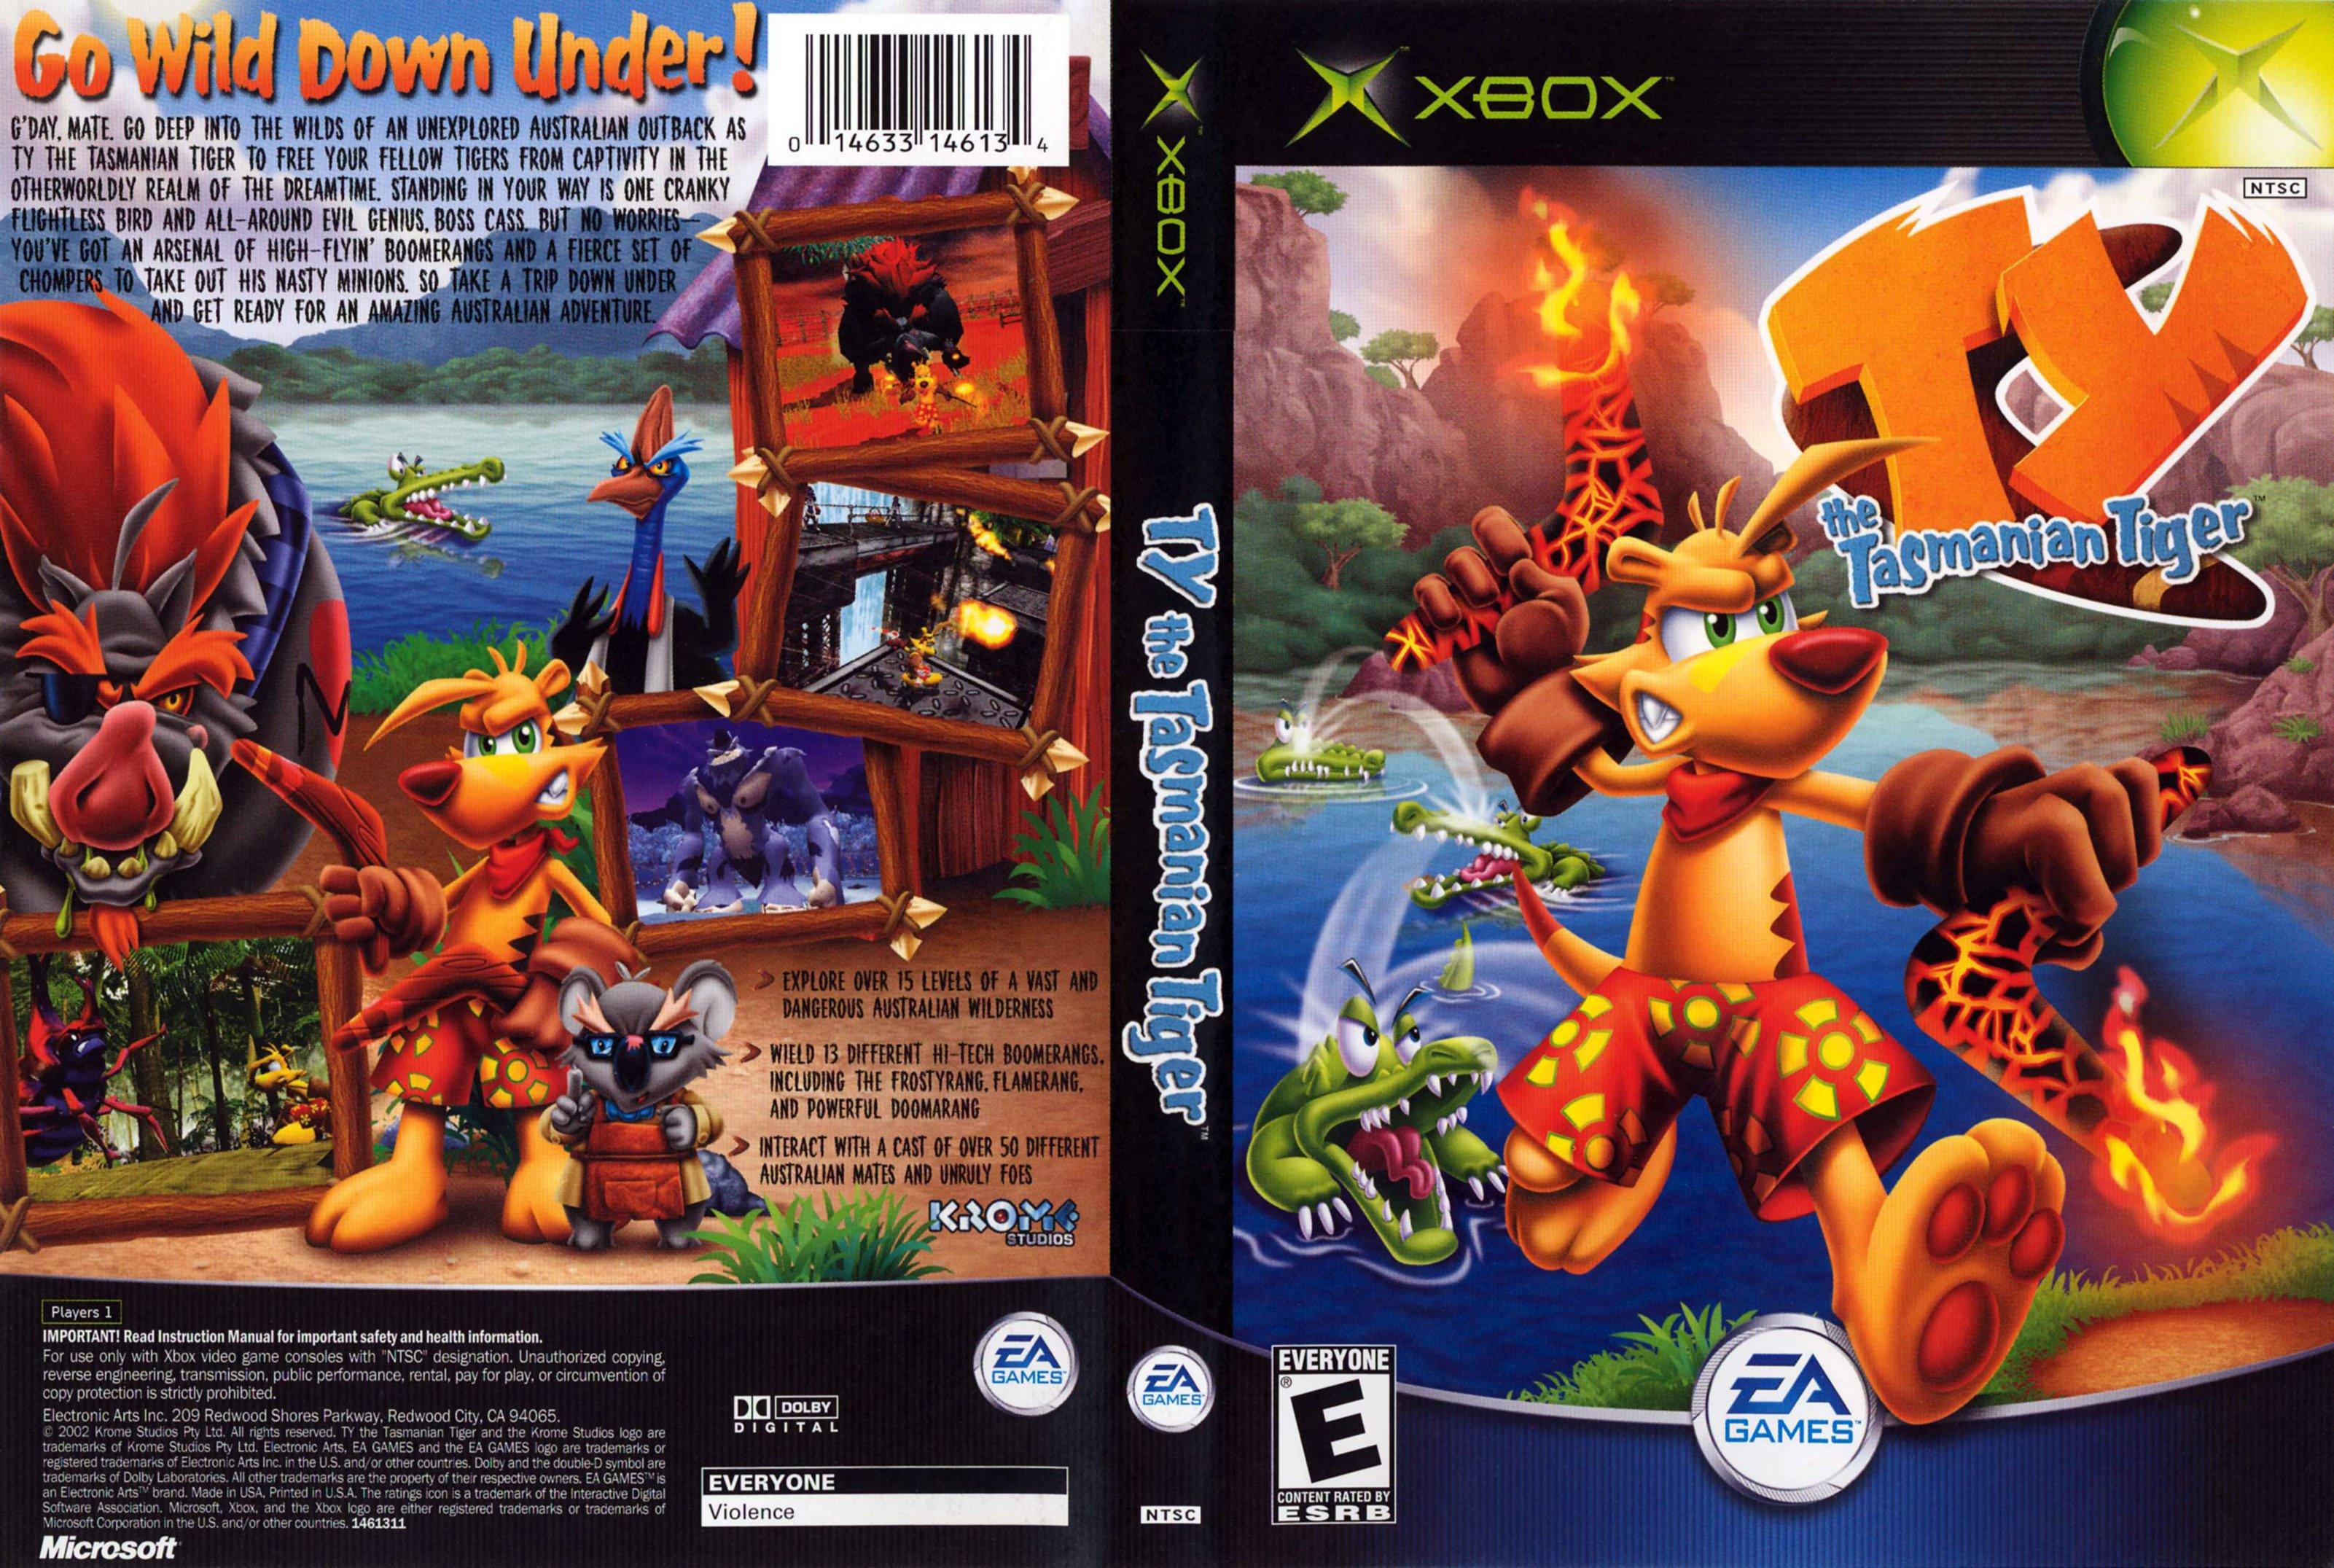 Go Wild Down Under!
G'DAY, MATE. GO DEEP INTO THE WILDS OF AN UNEXPLORED AUSTRALIAN OUTBACK AS
TY THE TASMANIAN TIGER TO FREE YOUR FELLOW TIGERS FROM CAPTIVITY IN THE
OTHERWORLDLY REALM OF THE DREAMTIME. STANDING IN YOUR WAY IS ONE CRANKY
FLIGHTLESS BIRD AND ALL-AROUND EVIL GENIUS, BOSS CASS. BUT NO WORRIES—
YOU'VE GOT AN ARSENAL OF HIGH-FLYIN' BOOMERANGS AND A FIERCE SET OF
CHOMPERS TO TAKE OUT HIS NASTY MINIONS. SO TAKE A TRIP DOWN UNDER
AND GET READY FOR AN AMAZING AUSTRALIAN ADVENTURE.
0 14633 14613 4
> EXPLORE OVER 15 LEVELS OF A VAST AND
DANGEROUS AUSTRALIAN WILDERNESS
> WIELD 13 DIFFERENT HI-TECH BOOMERANGS,
INCLUDING THE FROSTYRANG, FLAMERANG,
AND POWERFUL DOOMARANG
> INTERACT WITH A CAST OF OVER 50 DIFFERENT
AUSTRALIAN MATES AND UNRULY FOES
KROME
STUDIOS
Players 1
IMPORTANT! Read Instruction Manual for important safety and health information.
For use only with Xbox video game consoles with "NTSC" designation. Unauthorized copying,
reverse engineering, transmission, public performance, rental, pay for play, or circumvention of
copy protection is strictly prohibited.
Electronic Arts Inc. 209 Redwood Shores Parkway, Redwood City, CA 94065.
© 2002 Krome Studios Pty Ltd. All rights reserved. TY the Tasmanian Tiger and the Krome Studios logo are
trademarks of Krome Studios Pty Ltd. Electronic Arts, EA GAMES and the EA GAMES logo are trademarks or
registered trademarks of Electronic Arts Inc. in the U.S. and/or other countries. Dolby and the double-D symbol are
trademarks of Dolby Laboratories. All other trademarks are the property of their respective owners. EA GAMES™ is
an Electronic Arts™ brand. Made in USA. Printed in U.S.A. The ratings icon is a trademark of the Interactive Digital
Software Association. Microsoft, Xbox, and the Xbox logo are either registered trademarks or trademarks of
Microsoft Corporation in the U.S. and/or other countries. 1461311
Microsoft
DOLBY
DIGITAL
EA
GAMES™
EVERYONE
Violence
XBOX™
TY the Tasmanian Tiger™
EA
GAMES™
NTSC
XBOX™
NTSC
TY
the
Tasmanian Tiger™
EVERYONE
E®
CONTENT RATED BY
ESRB
EA
GAMES™